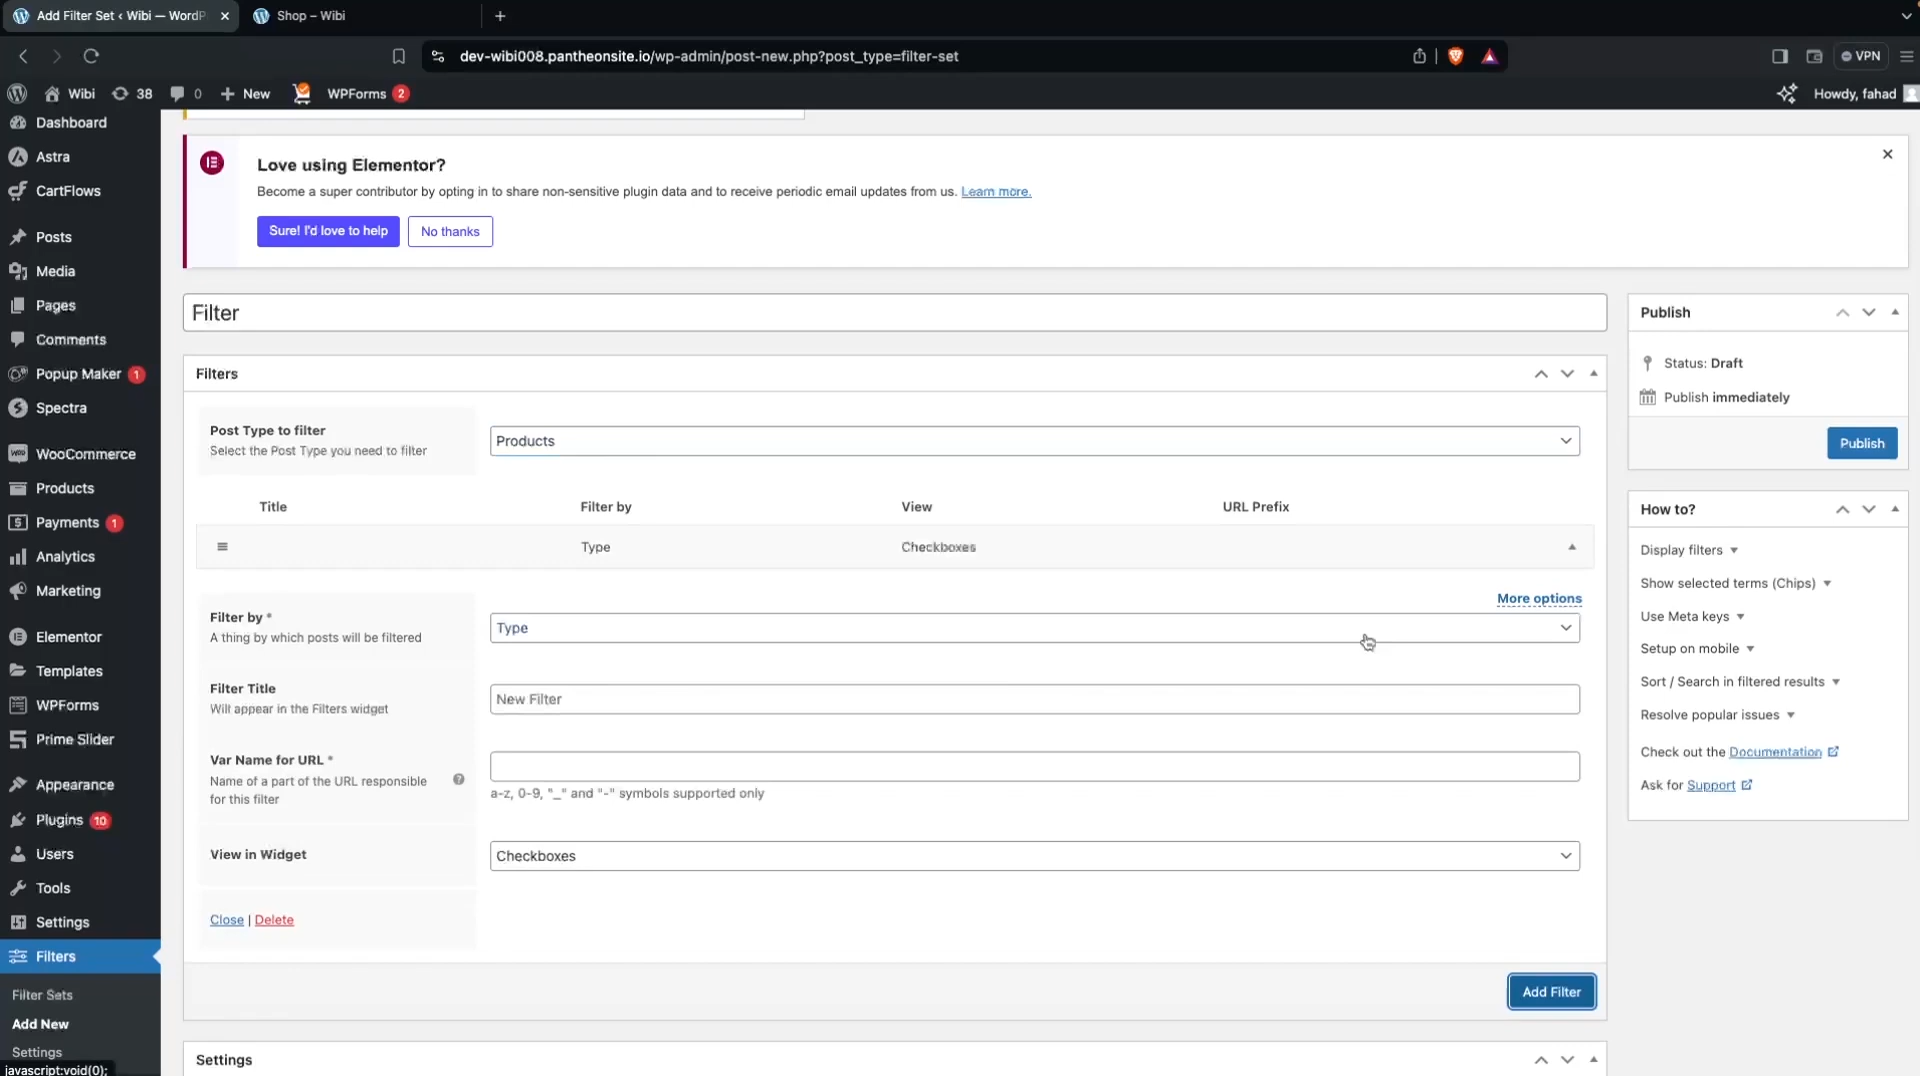 Add Filter Set ‹ Wibi — WordP
Shop – Wibi
dev-wibi008.pantheonsite.io/wp-admin/post-new.php?post_type=filter-set
VPN
Wibi
38
0
New
WPForms 2
Howdy, fahad
Dashboard
Astra
CartFlows
Posts
Media
Pages
Comments
Popup Maker 1
Spectra
WooCommerce
Products
Payments 1
Analytics
Marketing
Elementor
Templates
WPForms
Prime Slider
Appearance
Plugins 10
Users
Tools
Settings
Filters
Filter Sets
Add New
Settings
javascript:void(0);
Love using Elementor?
Become a super contributor by opting in to share non-sensitive plugin data and to receive periodic email updates from us. Learn more.
Sure! I'd love to help
No thanks
Filter
Filters
Post Type to filter
Select the Post Type you need to filter
Products
Title Filter by View URL Prefix
Type Checkboxes
More options
Filter by *
A thing by which posts will be filtered
Type
Filter Title
Will appear in the Filters widget
New Filter
Var Name for URL *
Name of a part of the URL responsible
for this filter
a-z, 0-9, "_" and "-" symbols supported only
View in Widget
Checkboxes
Close | Delete
Add Filter
Settings
Publish
Status: Draft
Publish immediately
Publish
How to?
Display filters
Show selected terms (Chips)
Use Meta keys
Setup on mobile
Sort / Search in filtered results
Resolve popular issues
Check out the Documentation
Ask for Support